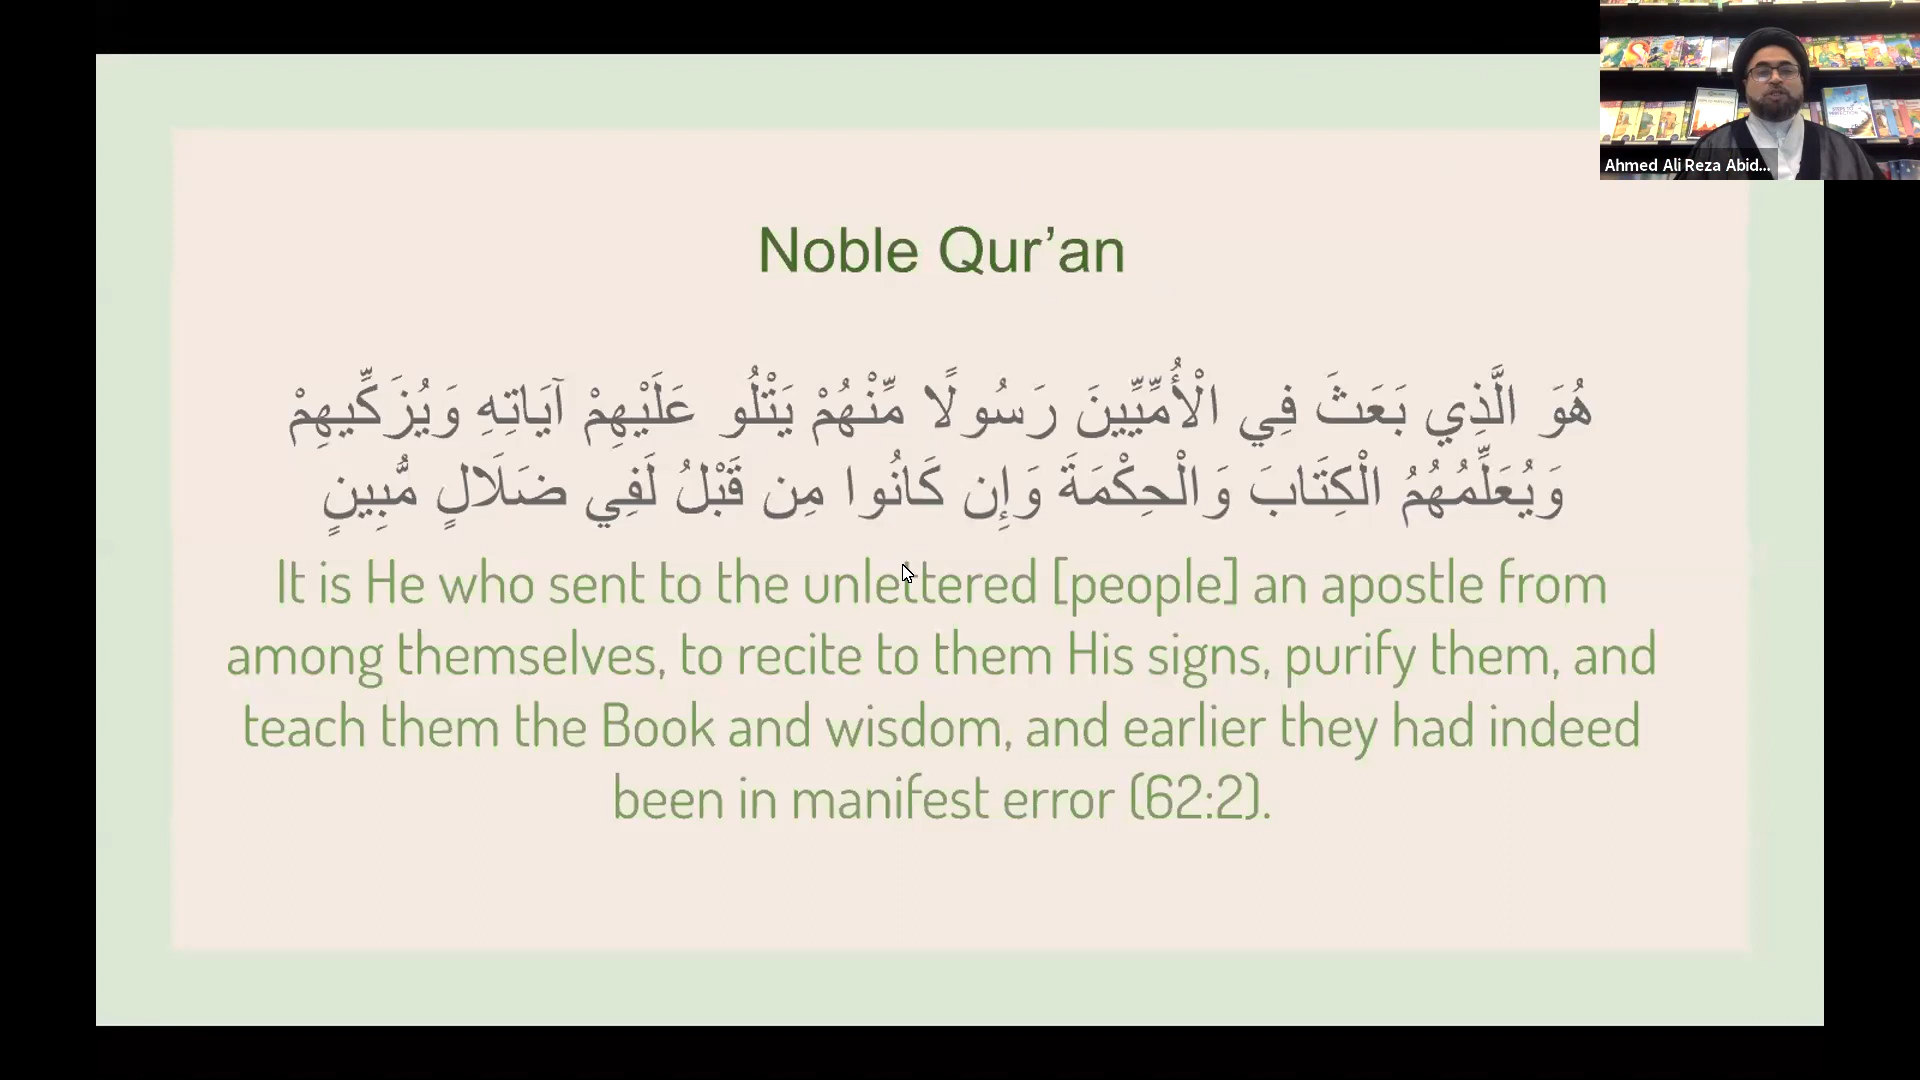 Noble Qur’an
هُوَ الَّذِي بَعَثَ فِي الْأُمِّيِّينَ رَسُولًا مِّنْهُمْ يَتْلُو عَلَيْهِمْ آيَاتِهِ وَيُزَكِّيهِمْ
وَيُعَلِّمُهُمُ الْكِتَابَ وَالْحِكْمَةَ وَإِن كَانُوا مِن قَبْلُ لَفِي ضَلَالٍ مُّبِينٍ
It is He who sent to the unlettered [people] an apostle from
among themselves, to recite to them His signs, purify them, and
teach them the Book and wisdom, and earlier they had indeed
been in manifest error (62:2).
Ahmed Ali Reza Abid...